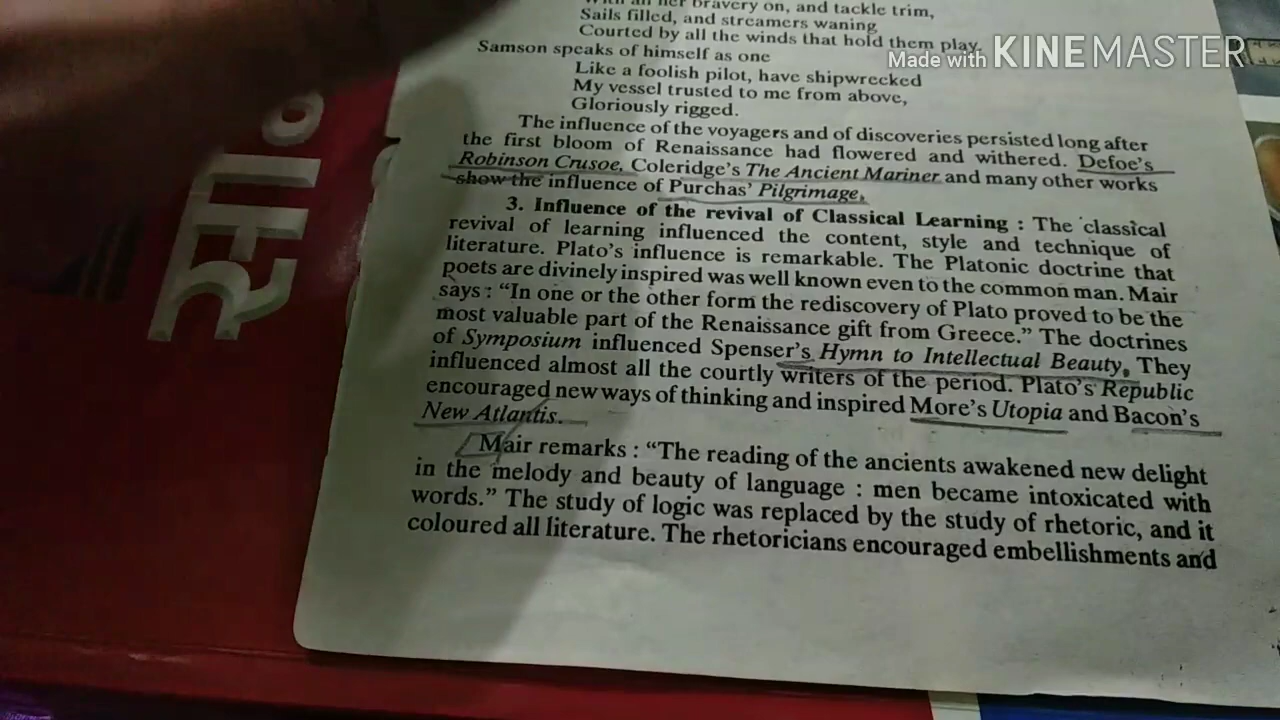 bravery on, and tackle trim,
Sails filled, and streamers waning
Courted by all the winds that hold them play.
Made with KINEMASTER
Samson speaks of himself as one
Like a foolish pilot, have shipwrecked
My vessel trusted to me from above,
Gloriously rigged.
The influence of the voyagers and of discoveries persisted long after
the first bloom of Renaissance had flowered and withered. Defoe's
Robinson Crusoe, Coleridge's The Ancient Mariner and many other works
show the influence of Purchas' Pilgrimage.
3. Influence of the revival of Classical Learning : The classical
revival of learning influenced the content, style and technique of
literature. Plato's influence is remarkable. The Platonic doctrine that
poets are divinely inspired was well known even to the common man. Mair
says : “In one or the other form the rediscovery of Plato proved to be the
most valuable part of the Renaissance gift from Greece.” The doctrines
of Symposium influenced Spenser's Hymn to Intellectual Beauty. They
influenced almost all the courtly writers of the period. Plato's Republic
encouraged new ways of thinking and inspired More's Utopia and Bacon's
New Atlantis.
Mair remarks : “The reading of the ancients awakened new delight
in the melody and beauty of language : men became intoxicated with
words.” The study of logic was replaced by the study of rhetoric, and it
coloured all literature. The rhetoricians encouraged embellishments and